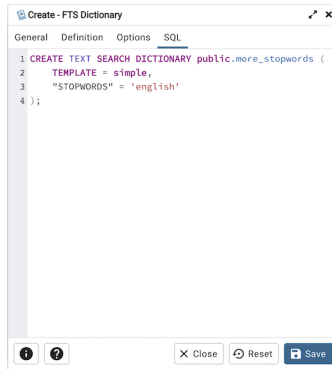 Create - FTS Dictionary
General Definition Options SQL
1 CREATE TEXT SEARCH DICTIONARY public.more_stopwords (
2 TEMPLATE = simple,
3 "STOPWORDS" = 'english'
4 );
Close Reset Save